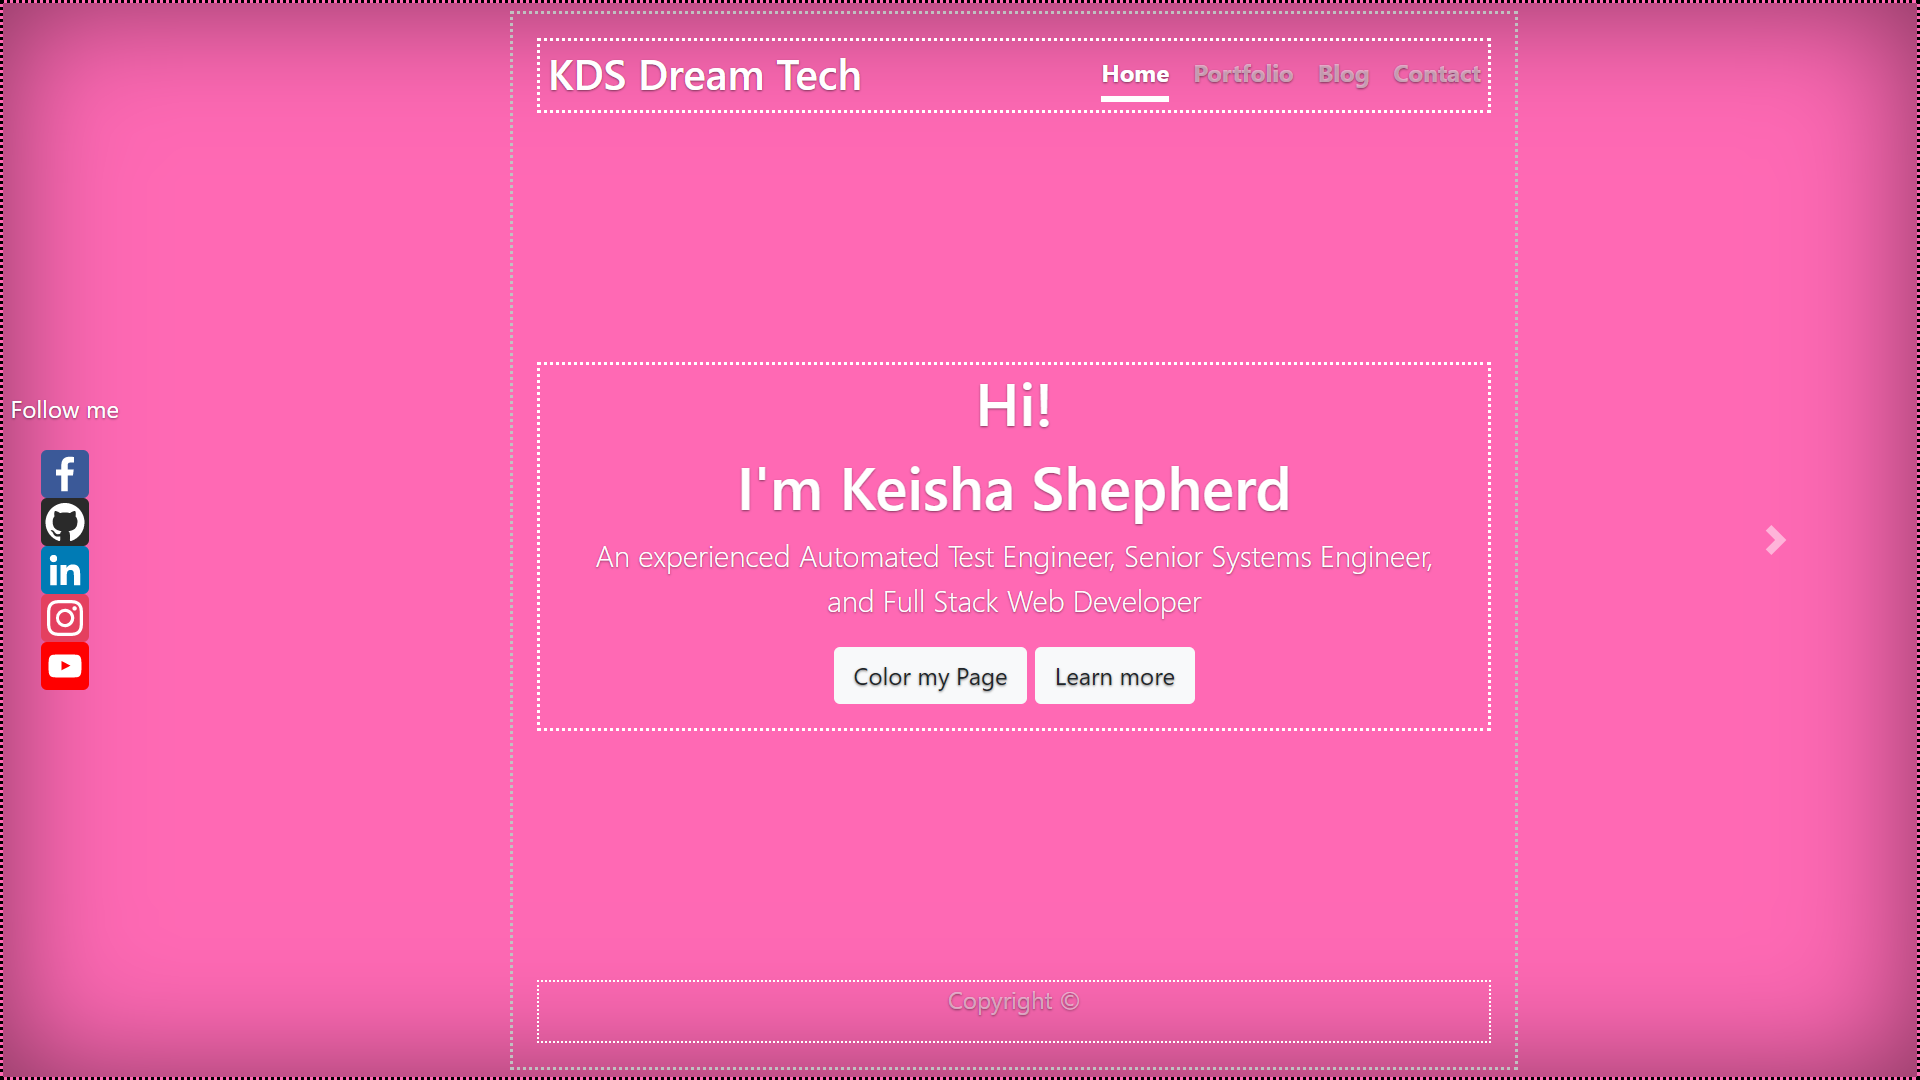 KDS Dream Tech
Home Portfolio Blog Contact
Follow me
Hi!
I'm Keisha Shepherd
An experienced Automated Test Engineer, Senior Systems Engineer,
and Full Stack Web Developer
Color my Page Learn more
Copyright ©